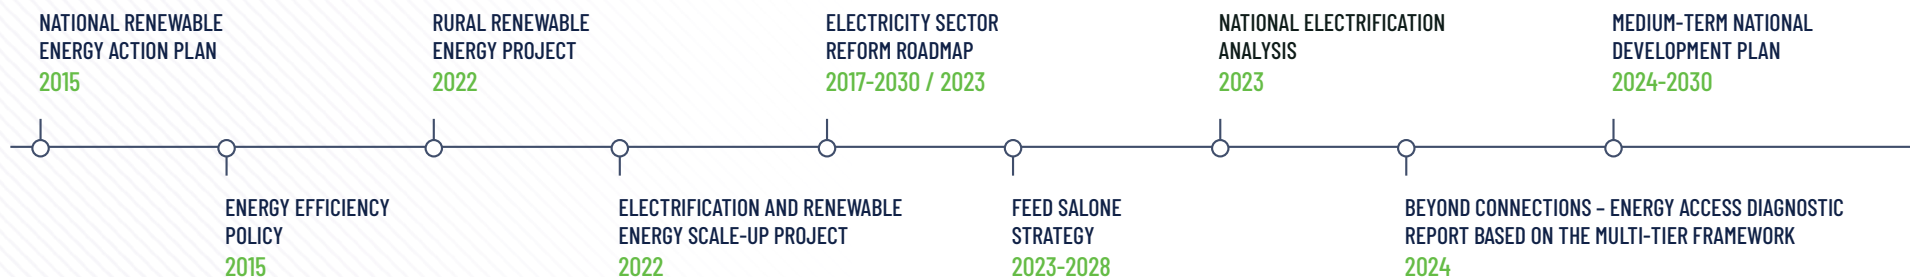 NATIONAL RENEWABLE
ENERGY ACTION PLAN
2015
RURAL RENEWABLE
ENERGY PROJECT
2022
ELECTRICITY SECTOR
REFORM ROADMAP
2017-2030 / 2023
NATIONAL ELECTRIFICATION
ANALYSIS
2023
MEDIUM-TERM NATIONAL
DEVELOPMENT PLAN
2024-2030
ENERGY EFFICIENCY
POLICY
2015
ELECTRIFICATION AND RENEWABLE
ENERGY SCALE-UP PROJECT
2022
FEED SALONE
STRATEGY
2023-2028
BEYOND CONNECTIONS – ENERGY ACCESS DIAGNOSTIC
REPORT BASED ON THE MULTI-TIER FRAMEWORK
2024